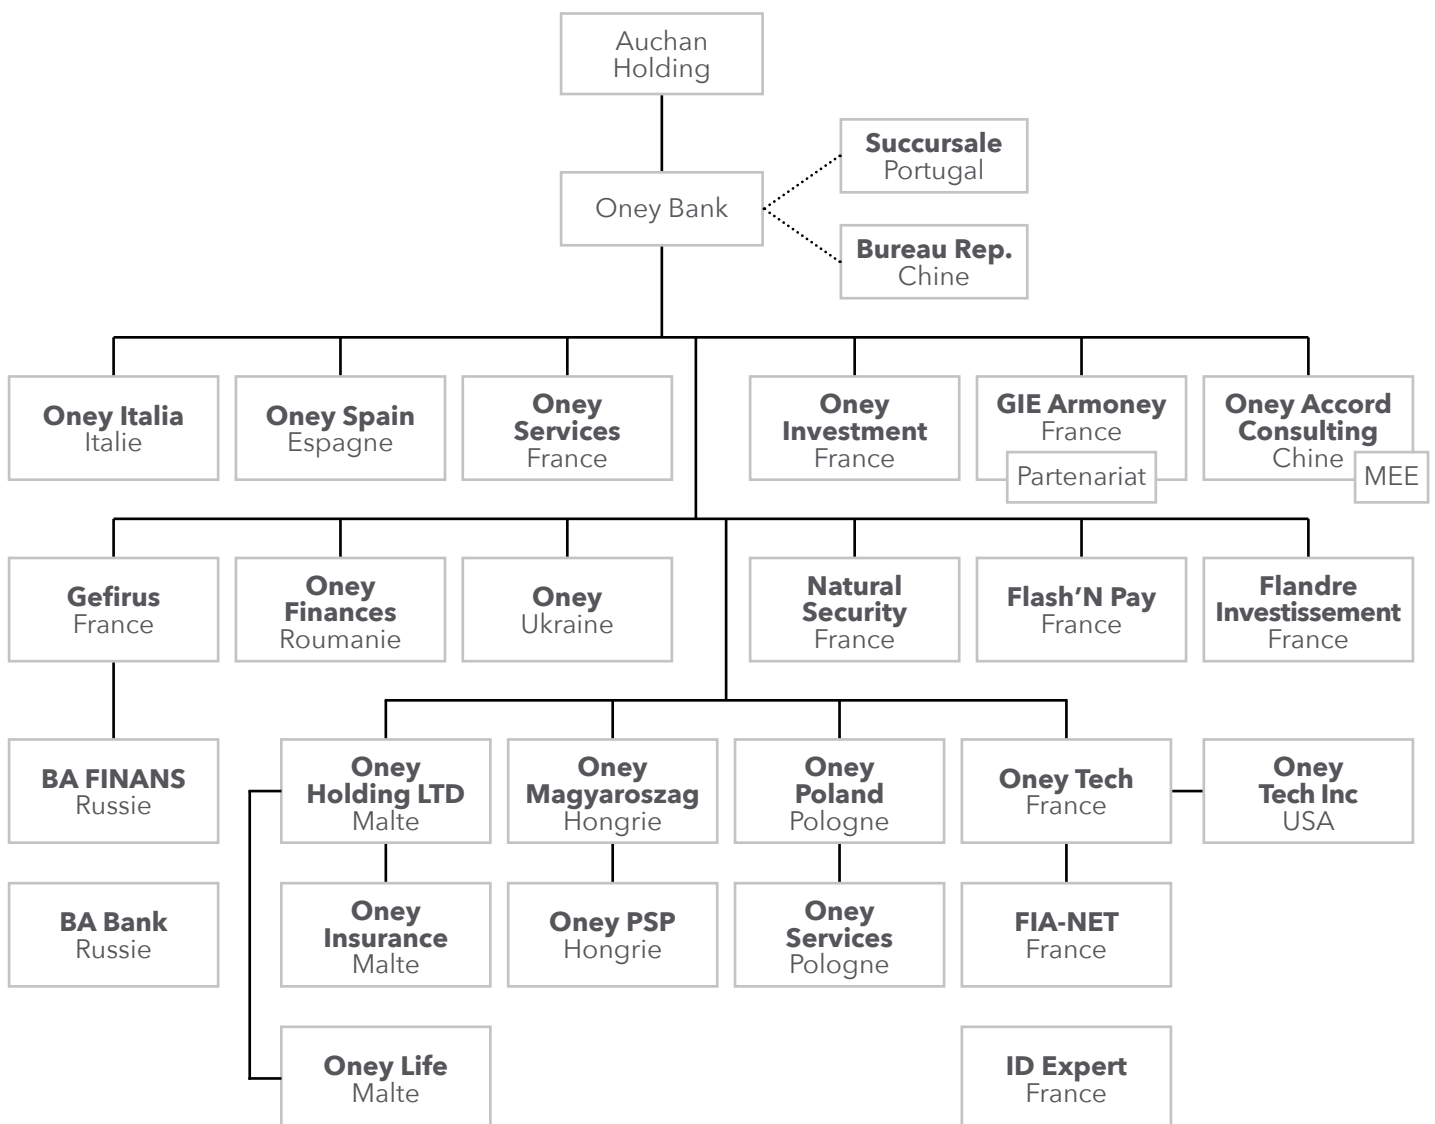 Auchan
Holding
Succursale
Portugal
Oney Bank
Bureau Rep.
Chine
Oney Italia
Italie
Oney Spain
Espagne
Oney
Services
France
Oney
Investment
France
GIE Armoney
France
Partenariat
Oney Accord
Consulting
Chine
MEE
Gefirus
France
Oney
Finances
Roumanie
Oney
Ukraine
Natural
Security
France
Flash'N Pay
France
Flandre
Investissement
France
BA FINANS
Russie
Oney
Holding LTD
Malte
Oney
Magyaroszag
Hongrie
Oney
Poland
Pologne
Oney Tech
France
Oney
Tech Inc
USA
BA Bank
Russie
Oney
Insurance
Malte
Oney PSP
Hongrie
Oney
Services
Pologne
FIA-NET
France
Oney Life
Malte
ID Expert
France